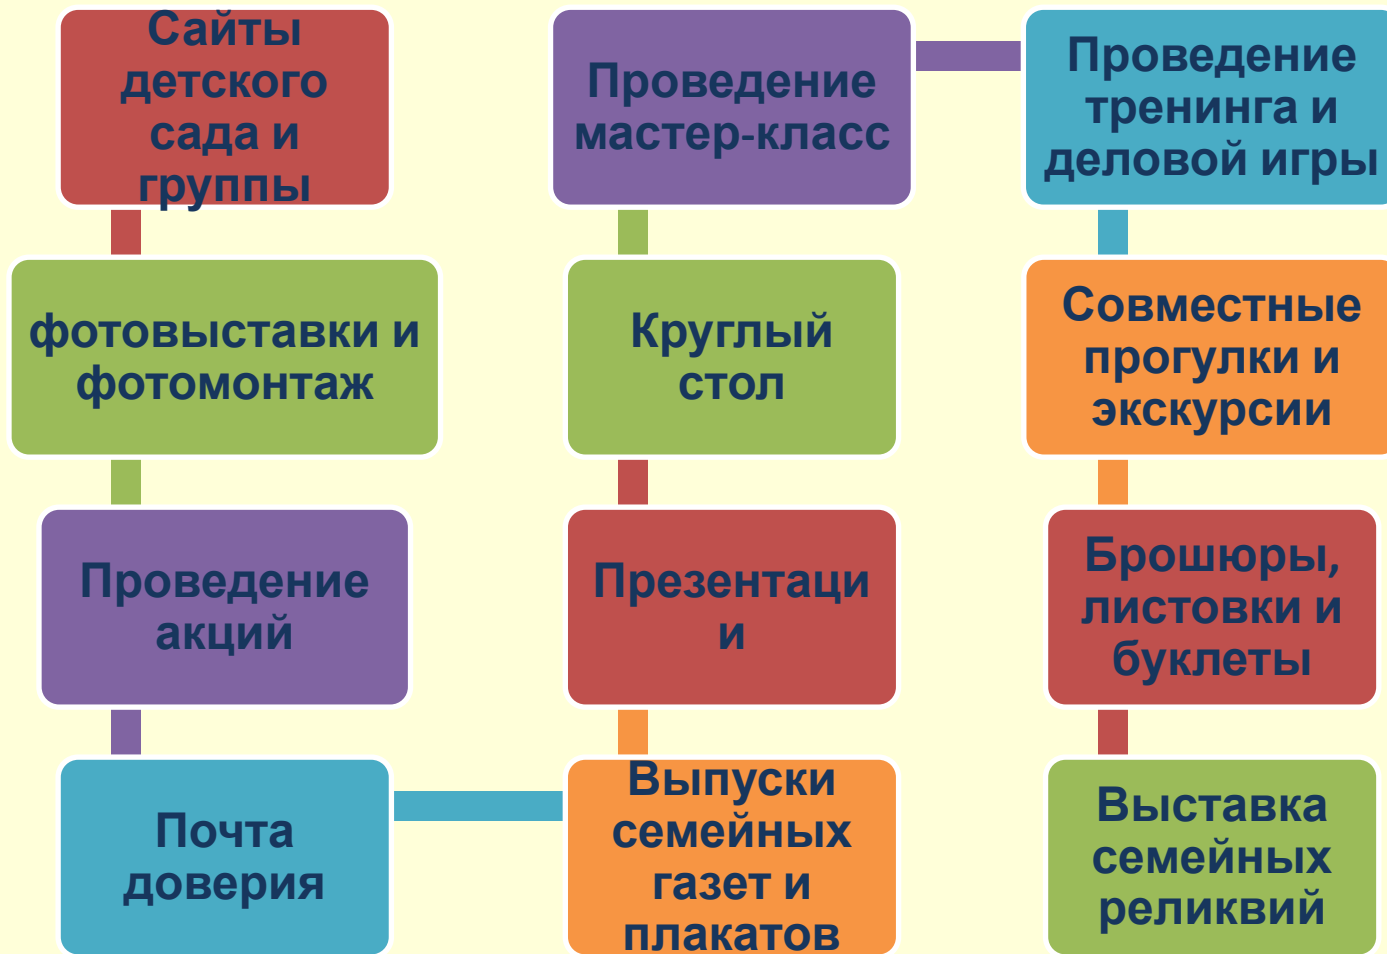 Сайты
детского
сада и
группы
фотовыставки и
фотомонтаж
Проведение
акций
Почта
доверия
Выпуски
семейных
газет и
плакатов
Презентаци
и
Круглый
стол
Проведение
мастер-класс
Проведение
тренинга и
деловой игры
Совместные
прогулки и
экскурсии
Брошюры,
листовки и
буклеты
Выставка
семейных
реликвий